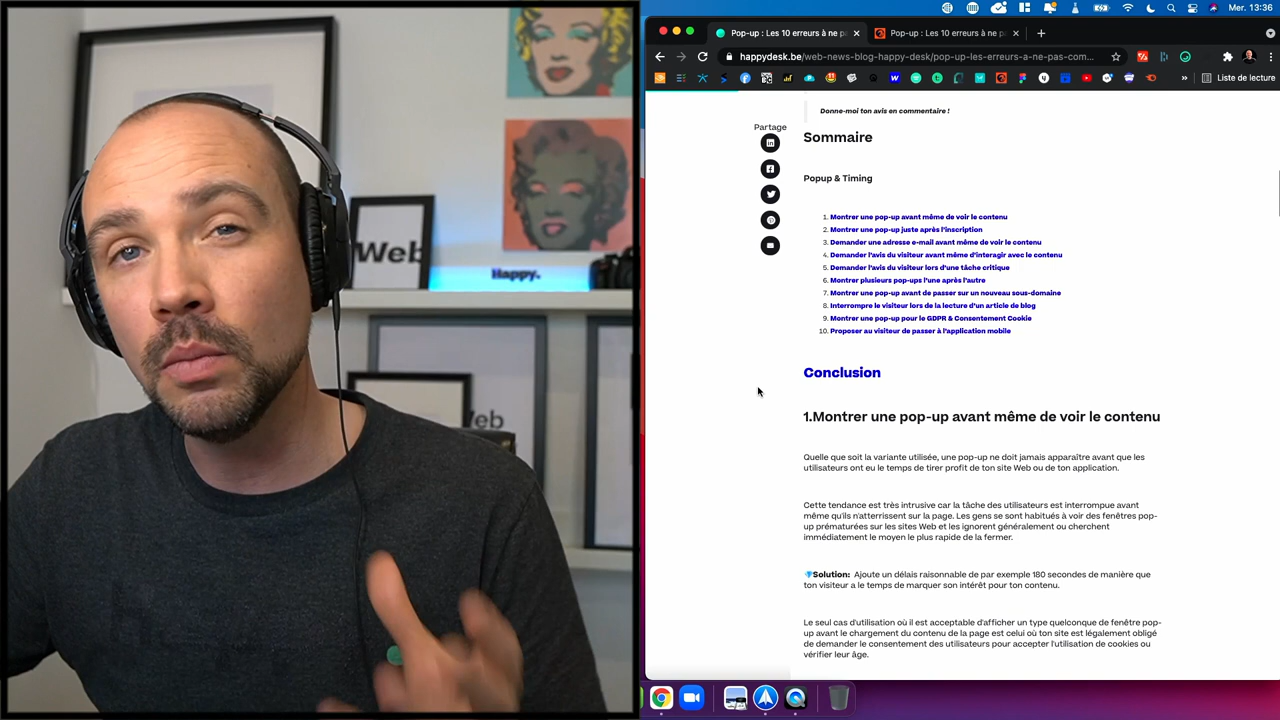 Web
Happy.
Web
Mer. 13:36
Pop-up : Les 10 erreurs à ne pa
Pop-up : Les 10 erreurs à ne pa
happydesk.be/web-news-blog-happy-desk/pop-up-les-erreurs-a-ne-pas-com...
Liste de lecture
Donne-moi ton avis en commentaire !
Partage
Sommaire
Popup & Timing
1. Montrer une pop-up avant même de voir le contenu
2. Montrer une pop-up juste après l'inscription
3. Demander une adresse e-mail avant même de voir le contenu
4. Demander l'avis du visiteur avant même d'interagir avec le contenu
5. Demander l'avis du visiteur lors d'une tâche critique
6. Montrer plusieurs pop-ups l'une après l'autre
7. Montrer une pop-up avant de passer sur un nouveau sous-domaine
8. Interrompre le visiteur lors de la lecture d'un article de blog
9. Montrer une pop-up pour le GDPR & Consentement Cookie
10. Proposer au visiteur de passer à l'application mobile
Conclusion
1.Montrer une pop-up avant même de voir le contenu
Quelle que soit la variante utilisée, une pop-up ne doit jamais apparaître avant que les
utilisateurs ont eu le temps de tirer profit de ton site Web ou de ton application.
Cette tendance est très intrusive car la tâche des utilisateurs est interrompue avant
même qu'ils n'atterrissent sur la page. Les gens se sont habitués à voir des fenêtres pop-
up prématurées sur les sites Web et les ignorent généralement ou cherchent
immédiatement le moyen le plus rapide de la fermer.
💎Solution: Ajoute un délais raisonnable de par exemple 180 secondes de manière que
ton visiteur a le temps de marquer son intérêt pour ton contenu.
Le seul cas d'utilisation où il est acceptable d'afficher un type quelconque de fenêtre pop-
up avant le chargement du contenu de la page est celui où ton site est légalement obligé
de demander le consentement des utilisateurs pour accepter l'utilisation de cookies ou
vérifier leur âge.